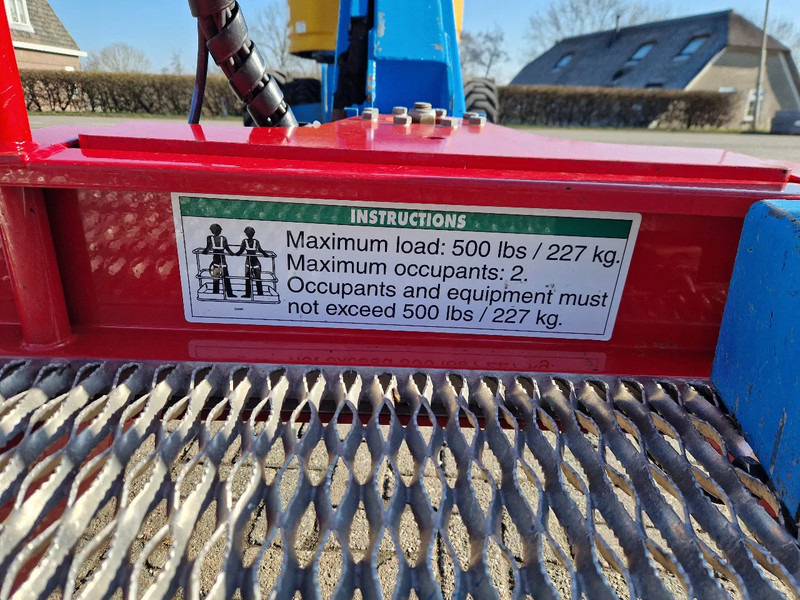 INSTRUCTIONS
Maximum load: 500 lbs / 227 kg.
Maximum occupants: 2.
Occupants and equipment must
not exceed 500 lbs / 227 kg.